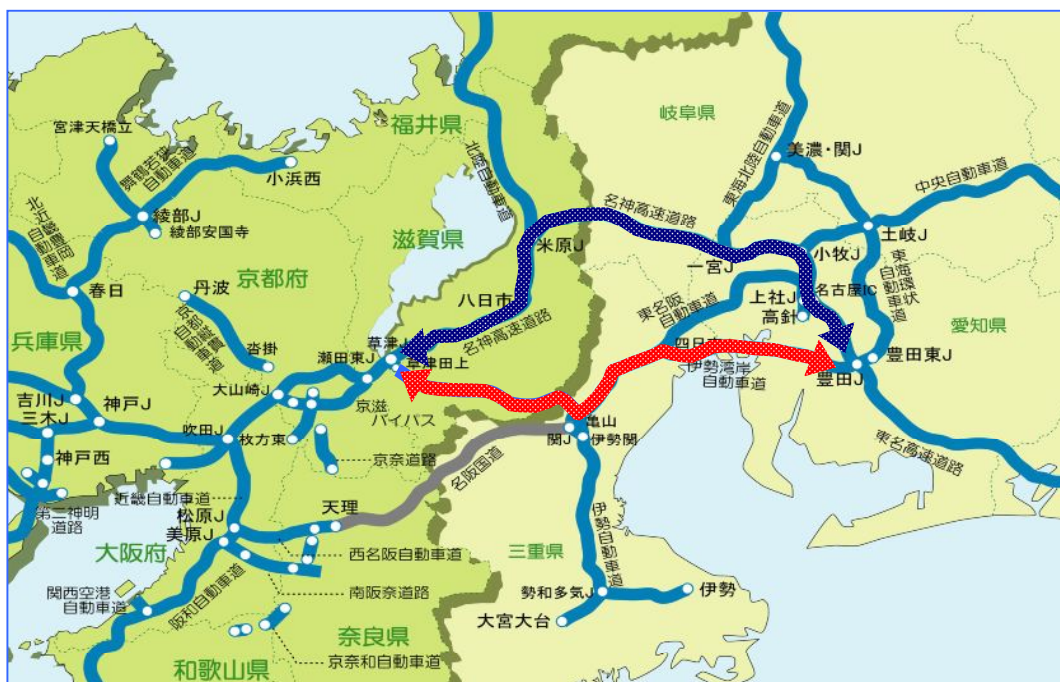 福井県
岐阜県
宮津天橋立
舞鶴若狭
自動車道
小浜西
北陸自動車道
東海北陸自動車道
美濃・関J
中央自動車道
綾部J
綾部安国寺
北近畿豊岡
自動車道
滋賀県
名神高速道路
土岐J
米原J
一宮J
小牧J
京都府
丹波
春日
八日市
東名阪
自動車道
上社J
高針
名古屋IC
東海環状
自動車道
愛知県
兵庫県
京都縦貫
自動車道
沓掛
草津J
草津田上
名神高速道路
瀬田東J
四日市
伊勢湾岸
自動車道
豊田J
豊田東J
大山崎J
京滋
バイパス
吉川J
三木J
神戸J
吹田J
枚方東
亀山
関J
伊勢関
神戸西
京奈道路
名阪国道
東名高速道路
第二神明
道路
近畿自動車道
松原J
美原J
天理
大阪府
西名阪自動車道
伊勢自動車道
三重県
関西空港
自動車道
阪和自動車道
南阪奈道路
勢和多気J
伊勢
大宮大台
奈良県
京奈和自動車道
和歌山県